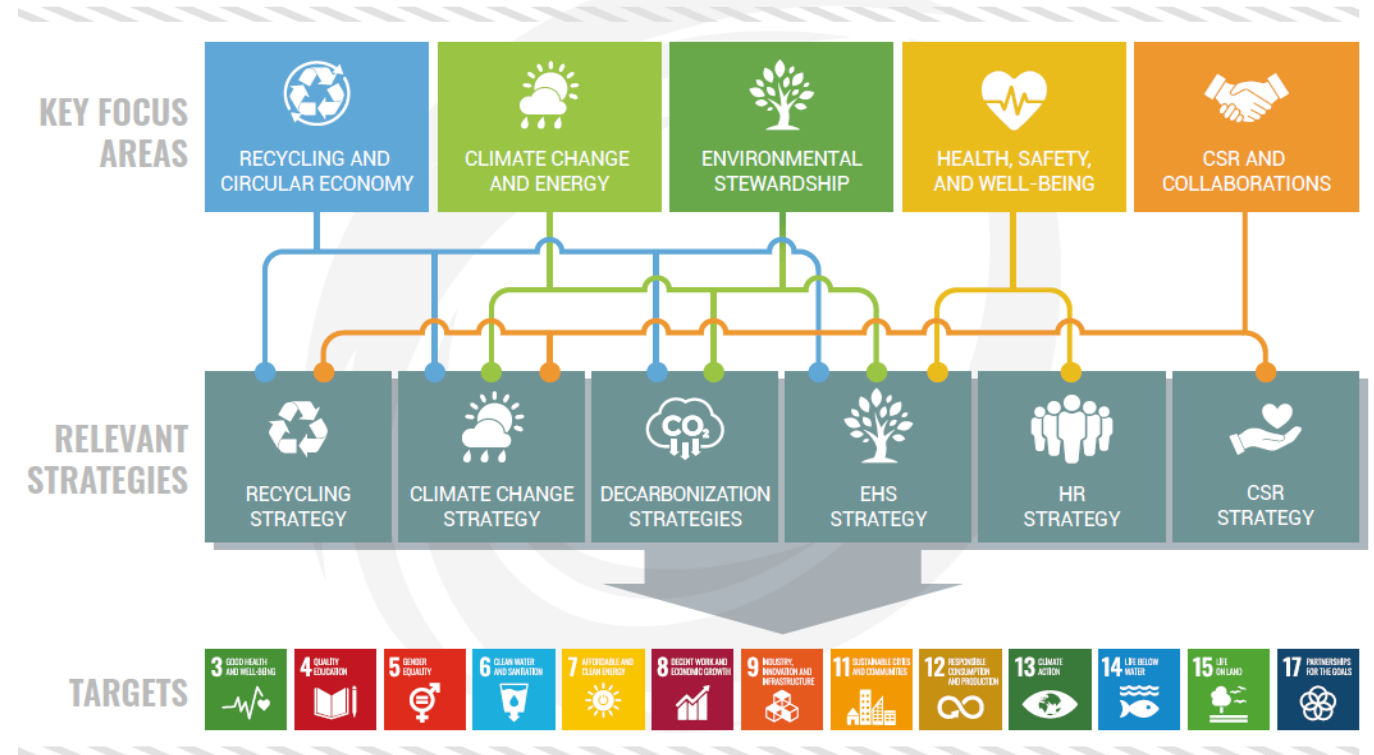 KEY FOCUS
AREAS
RECYCLING AND
CIRCULAR ECONOMY
CLIMATE CHANGE
AND ENERGY
ENVIRONMENTAL
STEWARDSHIP
HEALTH, SAFETY,
AND WELL-BEING
CSR AND
COLLABORATIONS
RELEVANT
STRATEGIES
RECYCLING
STRATEGY
CLIMATE CHANGE
STRATEGY
CO₂
DECARBONIZATION
STRATEGIES
EHS
STRATEGY
HR
STRATEGY
CSR
STRATEGY
TARGETS
3 GOOD HEALTH
AND WELL-BEING
4 QUALITY
EDUCATION
5 GENDER
EQUALITY
6 CLEAN WATER
AND SANITATION
7 AFFORDABLE AND
CLEAN ENERGY
8 DECENT WORK AND
ECONOMIC GROWTH
9 INDUSTRY,
INNOVATION AND
INFRASTRUCTURE
11 SUSTAINABLE CITIES
AND COMMUNITIES
12 RESPONSIBLE
CONSUMPTION
AND PRODUCTION
13 CLIMATE
ACTION
14 LIFE BELOW
WATER
15 LIFE
ON LAND
17 PARTNERSHIPS
FOR THE GOALS